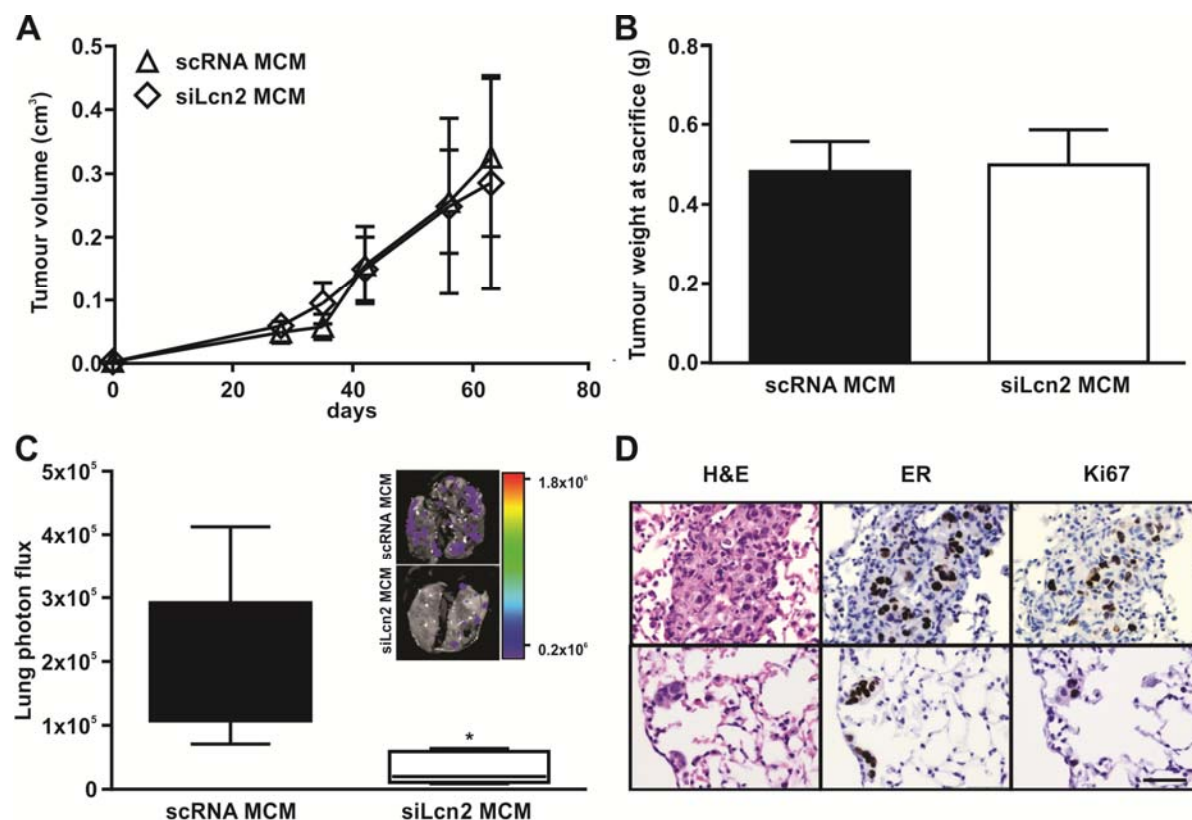 A
Tumour volume (cm³)
0.5
0.4
0.3
0.2
0.1
0.0
scRNA MCM
siLcn2 MCM
0
20
40
60
80
days
B
Tumour weight at sacrifice (g)
0.8
0.6
0.4
0.2
0.0
scRNA MCM
siLcn2 MCM
C
Lung photon flux
5x10⁵
4x10⁵
3x10⁵
2x10⁵
1x10⁵
0
scRNA MCM
siLcn2 MCM
1.8x10⁶
0.2x10⁶
*
scRNA MCM
siLcn2 MCM
D
H&E
ER
Ki67